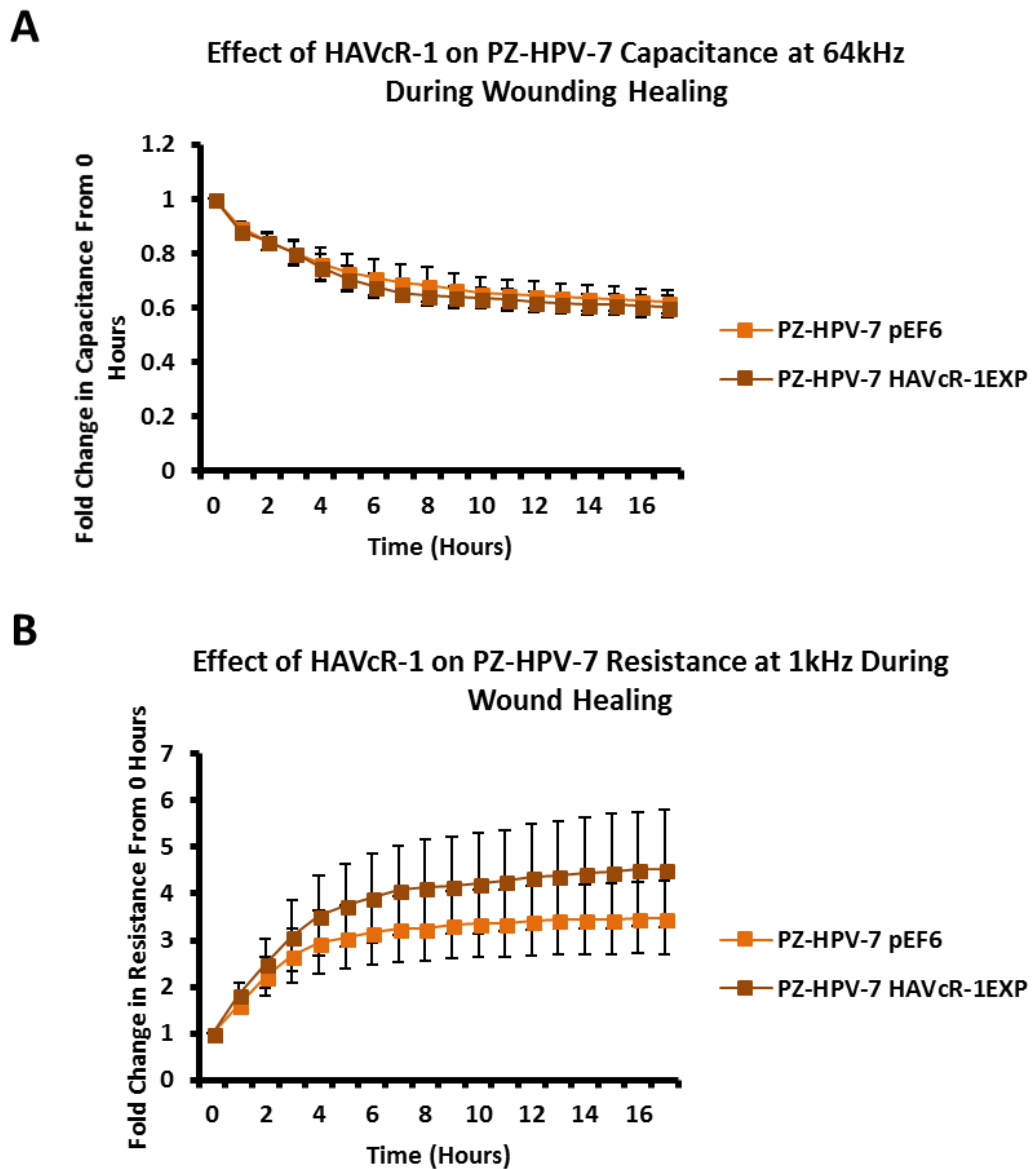 A
Effect of HAVcR-1 on PZ-HPV-7 Capacitance at 64kHz
During Wounding Healing
Fold Change in Capacitance From 0
Hours
1.2
1
0.8
0.6
0.4
0.2
0
0 2 4 6 8 10 12 14 16
Time (Hours)
PZ-HPV-7 pEF6
PZ-HPV-7 HAVcR-1EXP
B
Effect of HAVcR-1 on PZ-HPV-7 Resistance at 1kHz During
Wound Healing
Fold Change in Resistance From 0 Hours
7
6
5
4
3
2
1
0
0 2 4 6 8 10 12 14 16
Time (Hours)
PZ-HPV-7 pEF6
PZ-HPV-7 HAVcR-1EXP